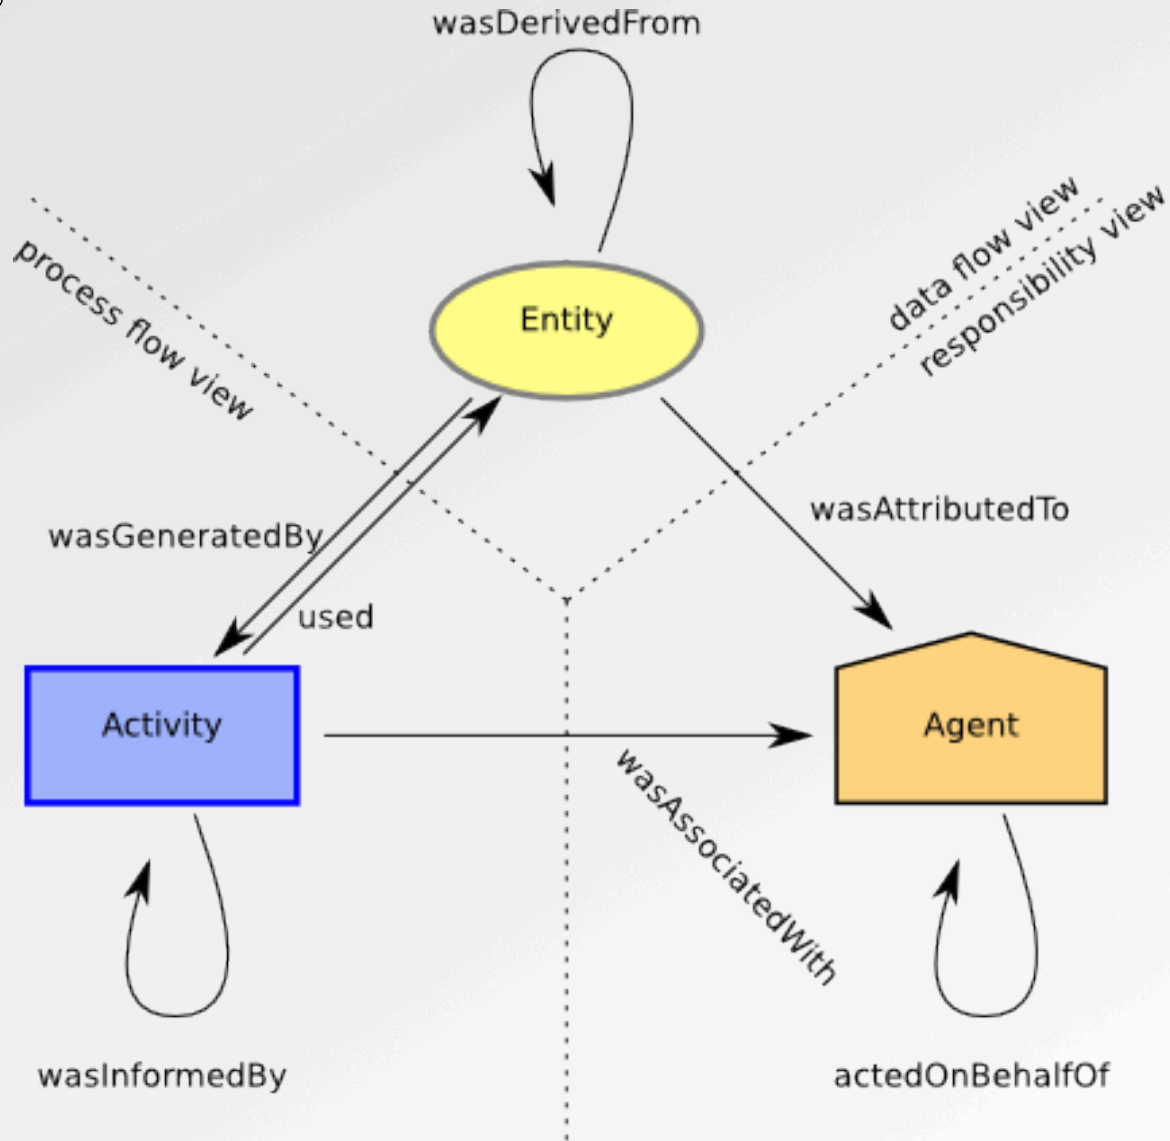 wasDerivedFrom
process flow view
data flow view
responsibility view
Entity
wasGeneratedBy
wasAttributedTo
used
Activity
Agent
wasAssociatedWith
wasInformedBy
actedOnBehalfOf